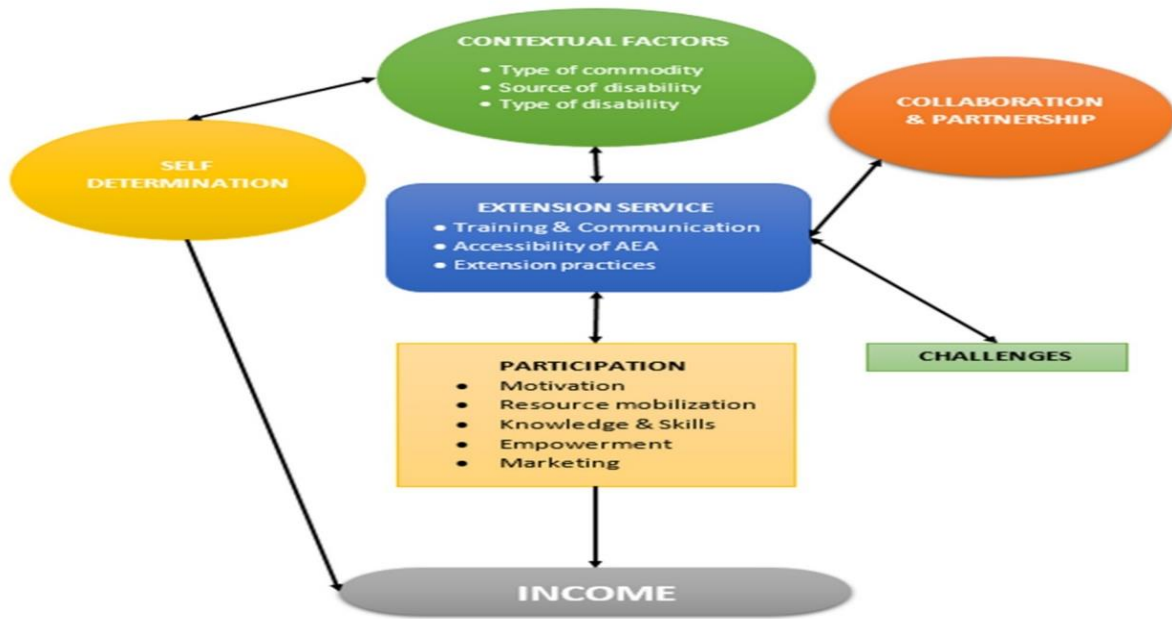 CONTEXTUAL FACTORS
• Type of commodity
• Source of disability
• Type of disability
COLLABORATION
& PARTNERSHIP
SELF
DETERMINATION
EXTENSION SERVICE
• Training & Communication
• Accessibility of AEA
• Extension practices
CHALLENGES
PARTICIPATION
• Motivation
• Resource mobilization
• Knowledge & Skills
• Empowerment
• Marketing
INCOME